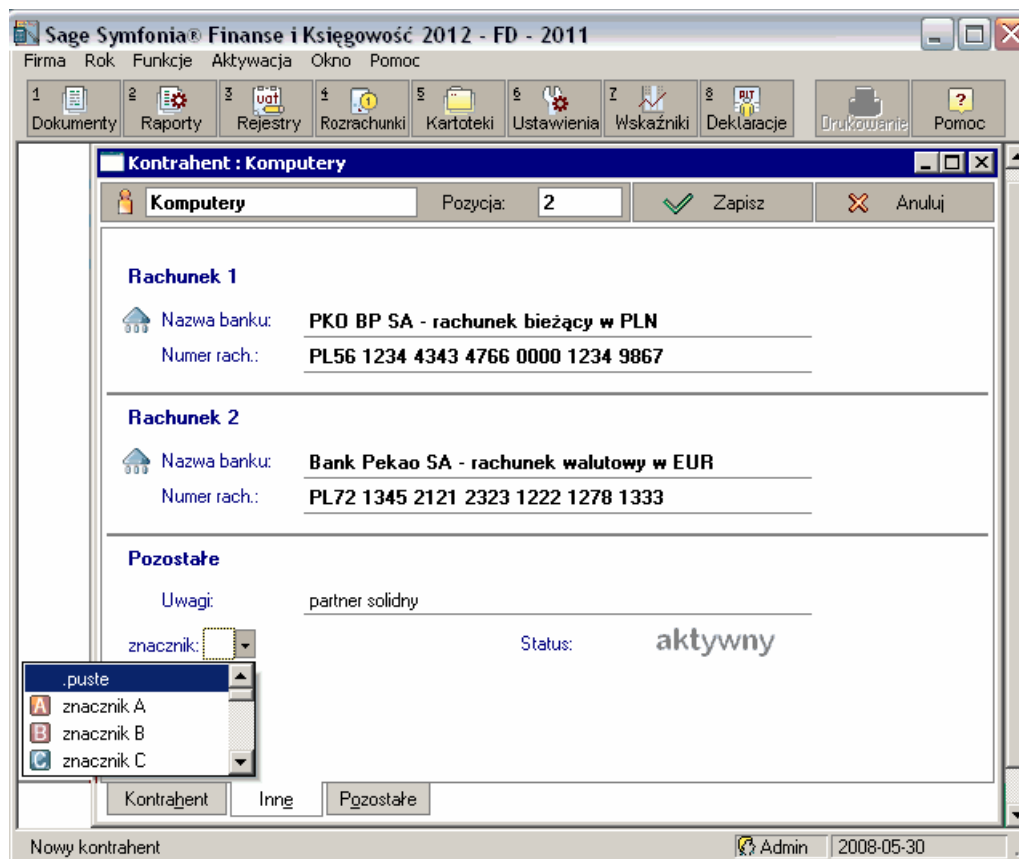 Sage Symfonia® Finanse i Księgowość 2012 - FD - 2011
Firma Rok Funkcje Aktywacja Okno Pomoc
1 2 3 4 5 6 7 8
Dokumenty Raporty Rejestry Rozrachunki Kartoteki Ustawienia Wskaźniki Deklaracje Drukowanie Pomoc
Kontrahent : Komputery
Komputery Pozycja: 2 Zapisz Anuluj
Rachunek 1
Nazwa banku: PKO BP SA - rachunek bieżący w PLN
Numer rach.: PL56 1234 4343 4766 0000 1234 9867
Rachunek 2
Nazwa banku: Bank Pekao SA - rachunek walutowy w EUR
Numer rach.: PL72 1345 2121 2323 1222 1278 1333
Pozostałe
Uwagi: partner solidny
znacznik: Status: aktywny
.puste
A znacznik A
B znacznik B
C znacznik C
Kontrahent Inne Pozostałe
Nowy kontrahent Admin 2008-05-30